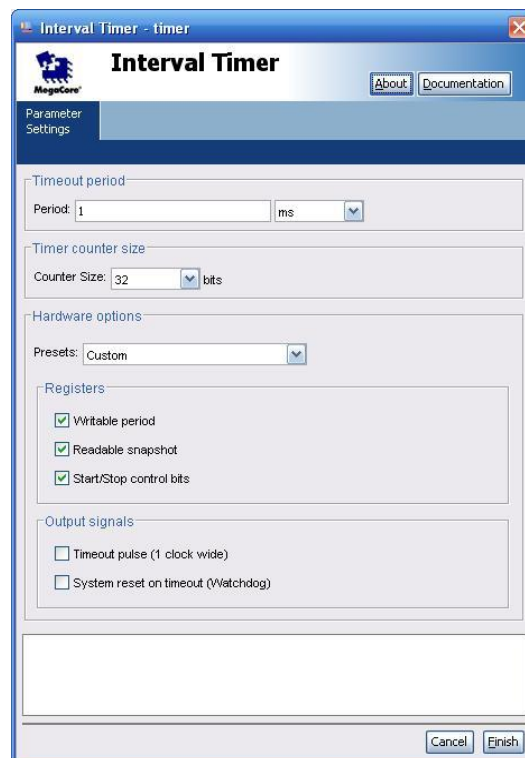 Interval Timer - timer
MegaCore®
Interval Timer
About Documentation
Parameter
Settings
Timeout period
Period: 1 ms
Timer counter size
Counter Size: 32 bits
Hardware options
Presets: Custom
Registers
Writable period
Readable snapshot
Start/Stop control bits
Output signals
Timeout pulse (1 clock wide)
System reset on timeout (Watchdog)
Cancel Finish